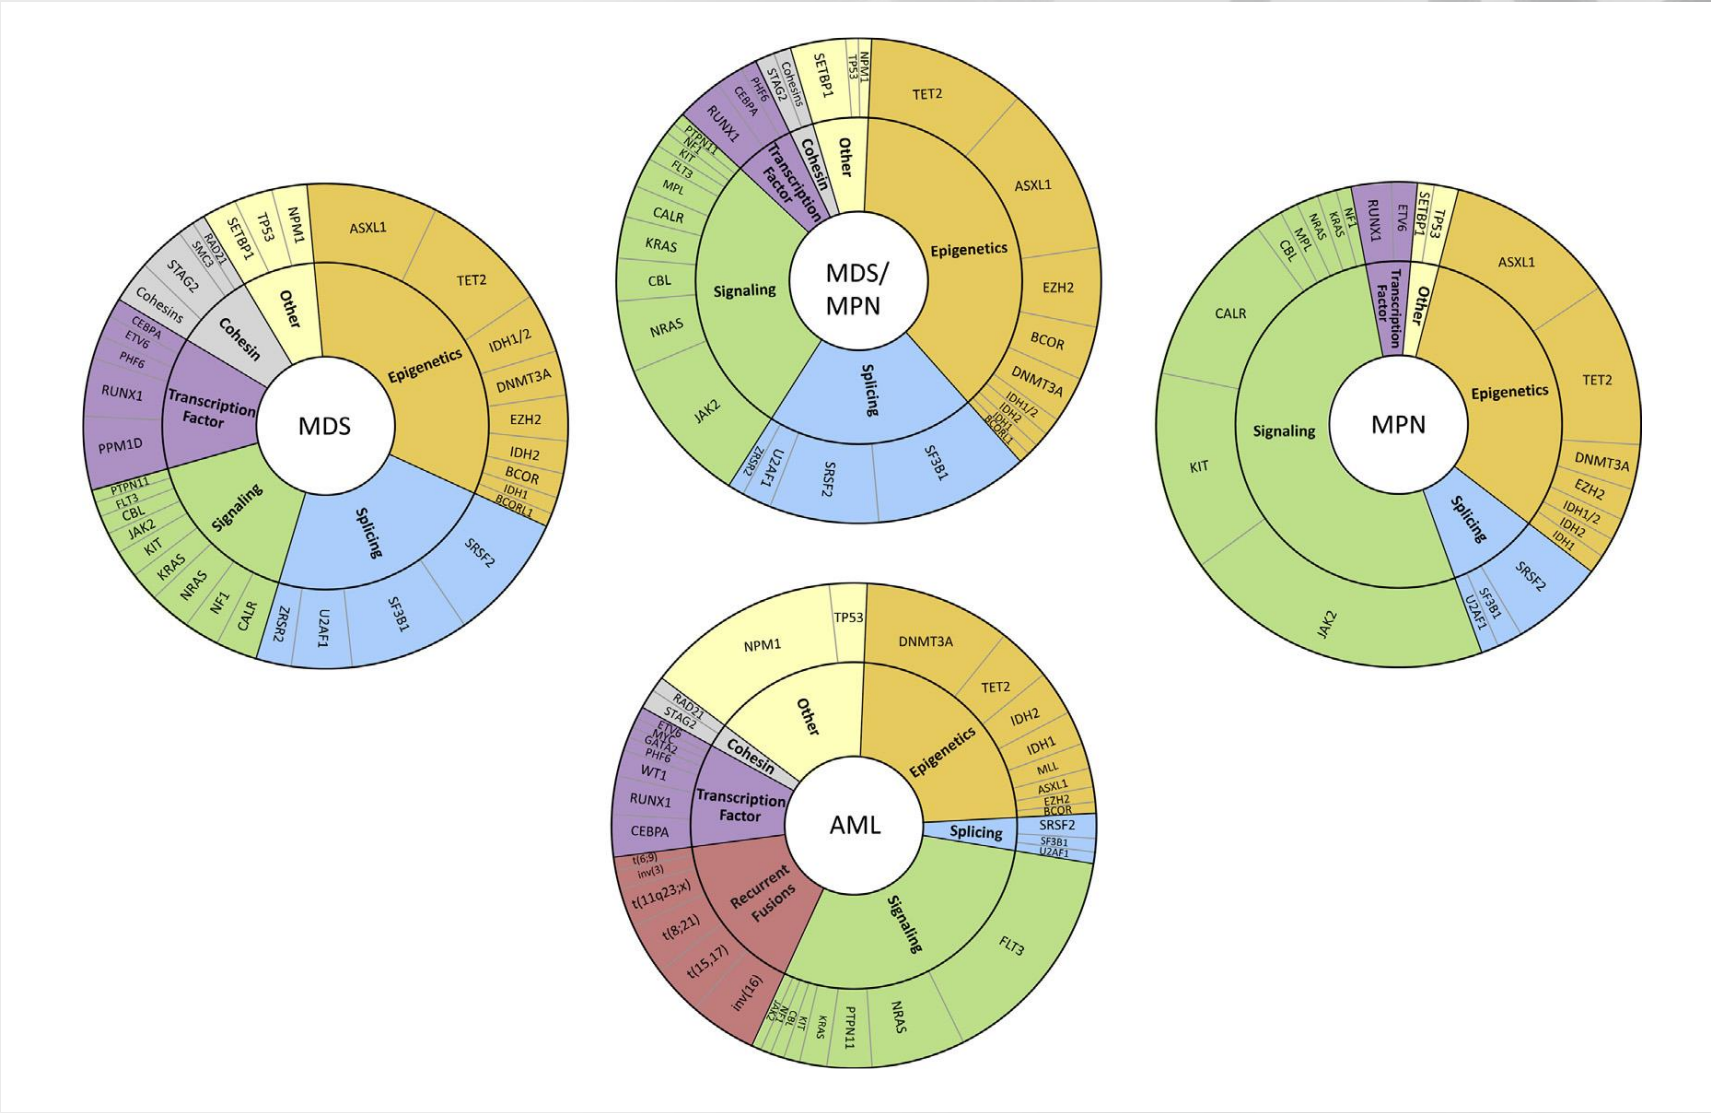 MDS
Epigenetics
ASXL1
TET2
IDH1/2
DNMT3A
EZH2
IDH2
BCOR
IDH1
BCORL1
Splicing
SRSF2
SF3B1
U2AF1
ZRSR2
Signaling
CALR
NF1
NRAS
KRAS
KIT
JAK2
CBL
FLT3
PTPN11
Transcription
Factor
PPM1D
RUNX1
PHF6
ETV6
CEBPA
Cohesin
Cohesins
STAG2
SMC3
RAD21
Other
SETBP1
TP53
NPM1
MDS/
MPN
Epigenetics
TET2
ASXL1
EZH2
BCOR
DNMT3A
IDH1/2
IDH2
IDH1
BCORL1
Splicing
SF3B1
SRSF2
U2AF1
ZRSR2
Signaling
JAK2
NRAS
CBL
KRAS
CALR
MPL
FLT3
KIT
NF1
PTPN11
Transcription
Factor
RUNX1
CEBPA
PHF6
Cohesin
STAG2
Cohesins
Other
SETBP1
TP53
NPM1
MPN
Epigenetics
ASXL1
TET2
DNMT3A
EZH2
IDH1/2
IDH2
IDH1
Splicing
SRSF2
SF3B1
U2AF1
Signaling
JAK2
KIT
CALR
CBL
MPL
NRAS
KRAS
NF1
Transcription
Factor
RUNX1
ETV6
Other
SETBP1
TP53
AML
Epigenetics
DNMT3A
TET2
IDH2
IDH1
MLL
ASXL1
EZH2
BCOR
Splicing
SRSF2
SF3B1
U2AF1
Signaling
FLT3
NRAS
PTPN11
KRAS
KIT
CBL
NF1
JAK2
Recurrent
Fusions
inv(16)
t(15,17)
t(8;21)
t(11q23;x)
inv(3)
t(6;9)
Transcription
Factor
CEBPA
RUNX1
WT1
PHF6
GATA2
MYC
ETV6
Cohesin
STAG2
RAD21
Other
NPM1
TP53